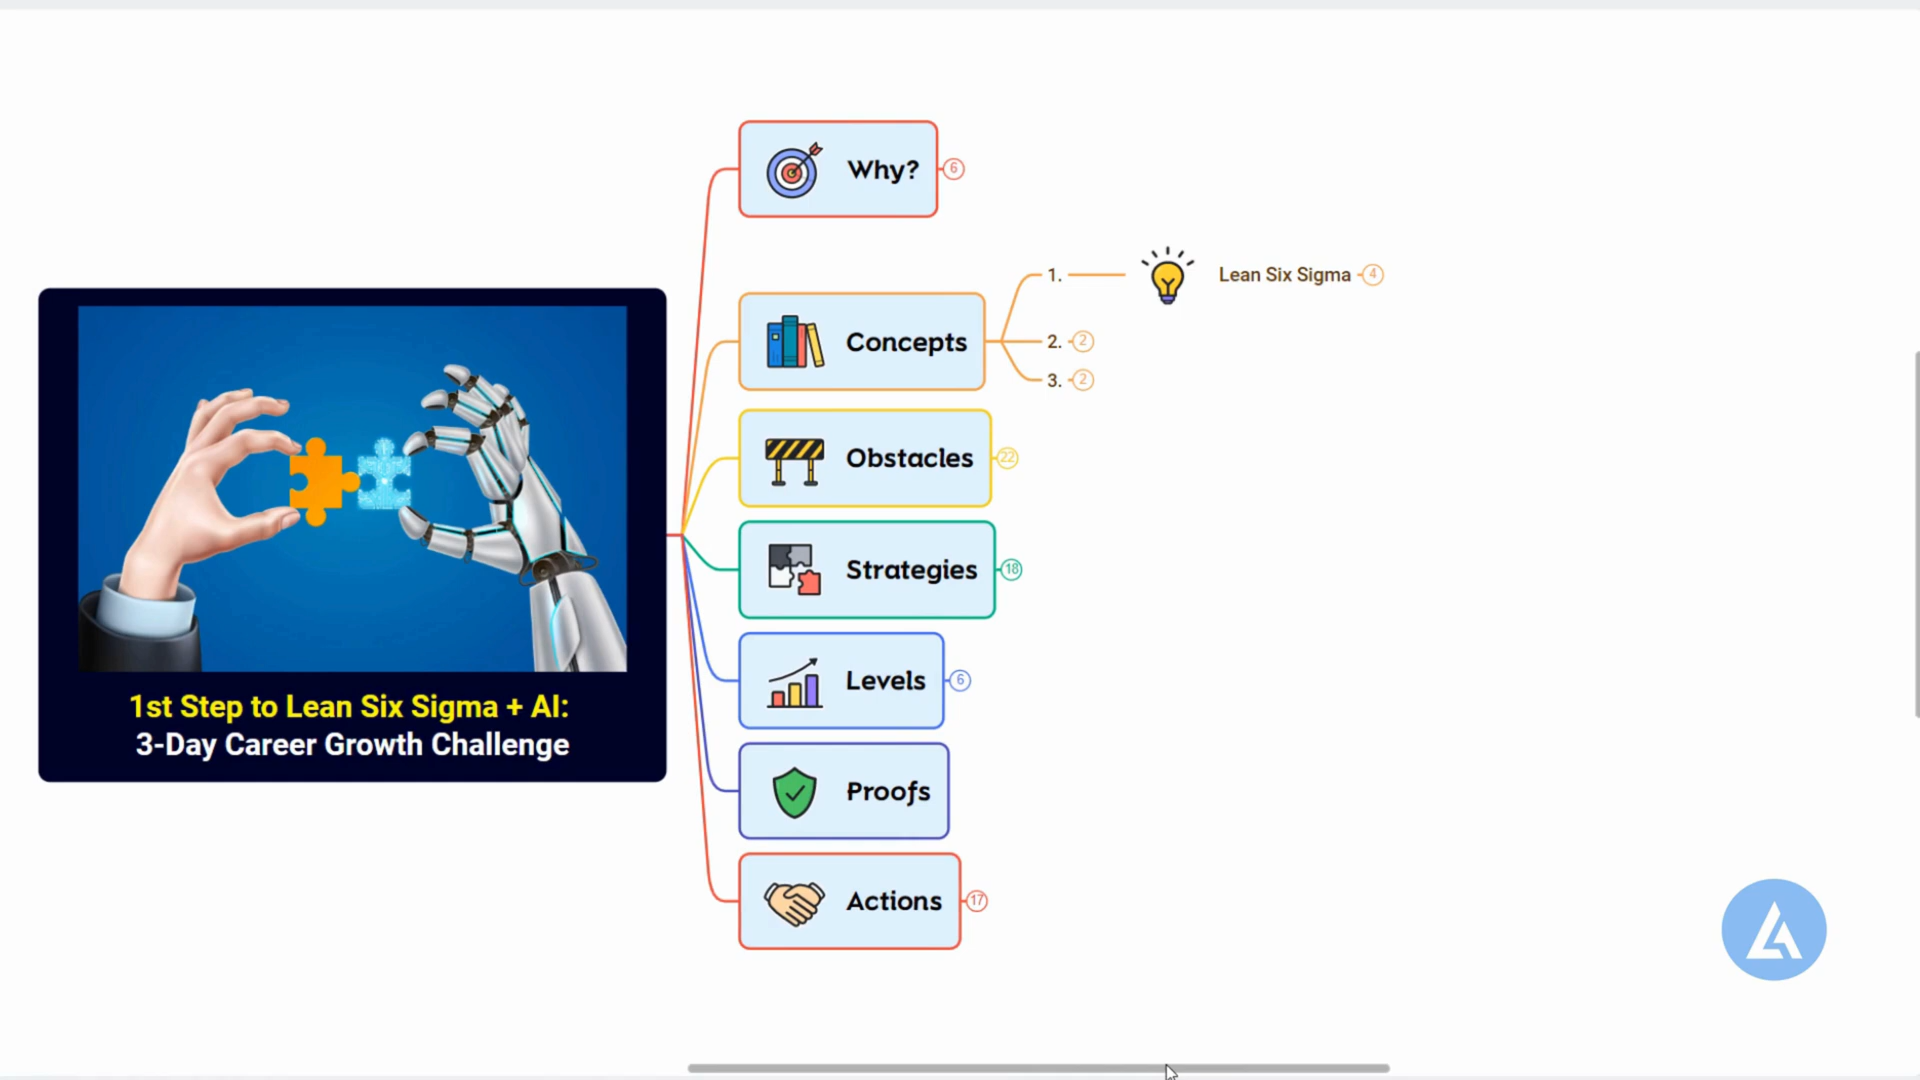 Why?
6
1.
Lean Six Sigma
4
Concepts
2.
2
3.
2
Obstacles
22
Strategies
18
Levels
6
Proofs
Actions
17
1st Step to Lean Six Sigma + AI:
3-Day Career Growth Challenge